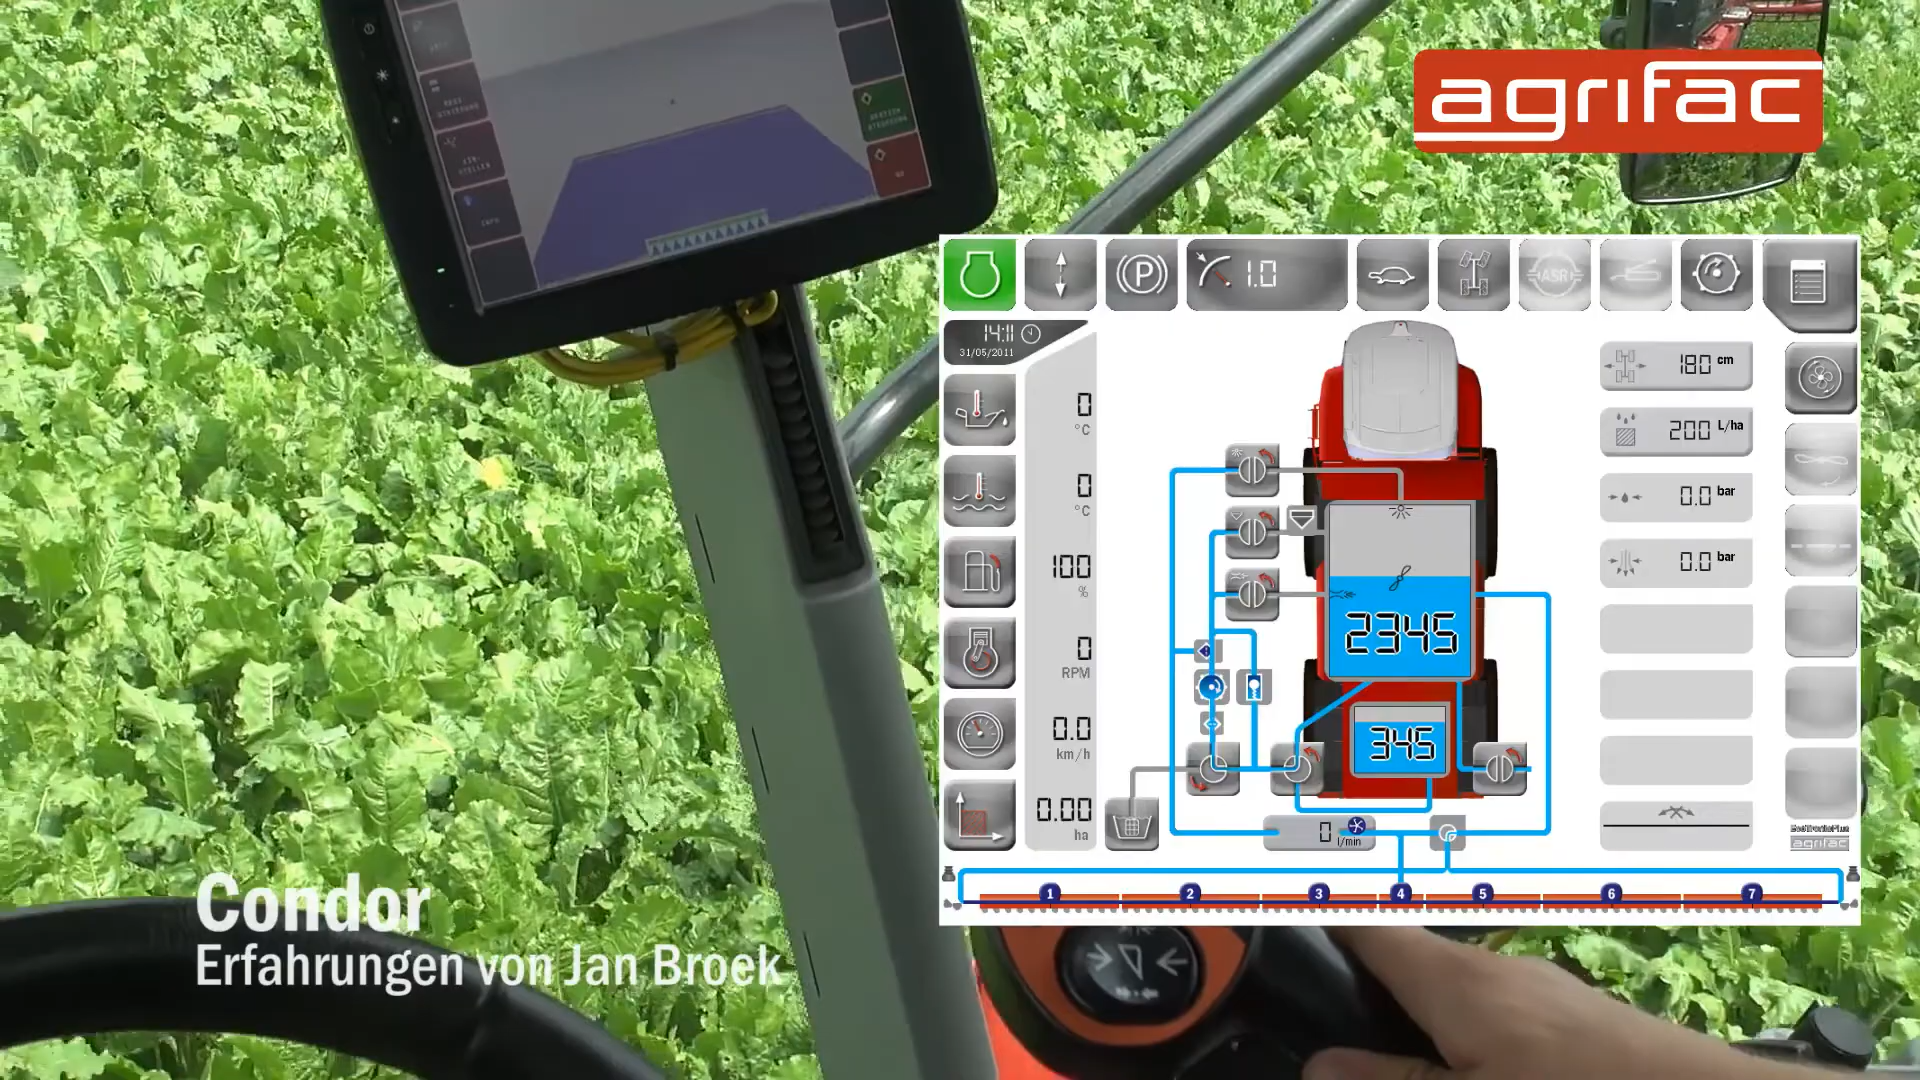 agrifac
1.0
P
ASR
14:11
31/05/2011
0
°C
180 cm
0
°C
200 L/ha
100
%
0.0 bar
0
RPM
0.0 bar
2345
0.0
km/h
345
0.00
ha
0
l/min
EcoTronicPlus
agrifac
1 2 3 4 5 6 7
INFO
Condor
Erfahrungen von Jan Broek